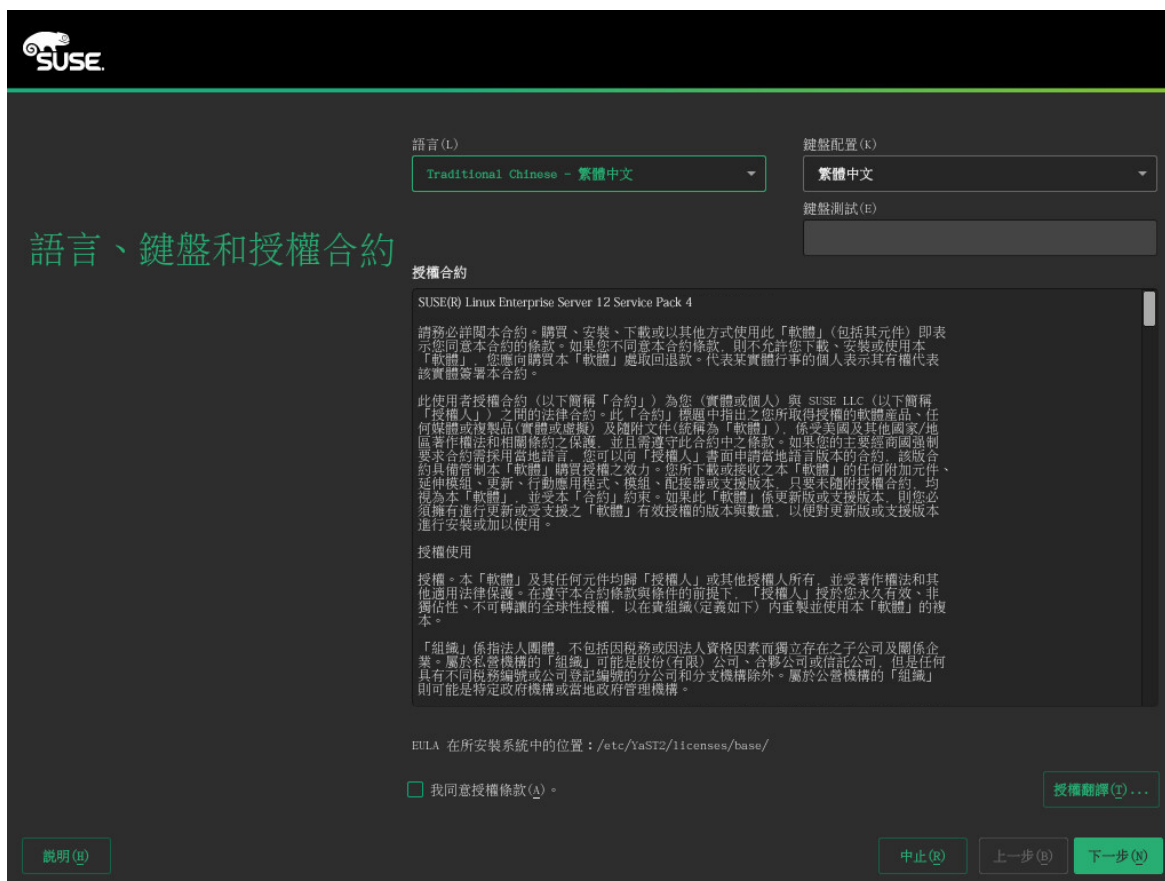 SUSE.
語言(L)
鍵盤配置(K)
Traditional Chinese - 繁體中文
繁體中文
鍵盤測試(E)
語言、鍵盤和授權合約
授權合約
SUSE(R) Linux Enterprise Server 12 Service Pack 4
請務必詳閱本合約。購買、安裝、下載或以其他方式使用此「軟體」(包括其元件) 即表
示您同意本合約的條款。如果您不同意本合約條款，則不允許您下載、安裝或使用本
「軟體」，您應向購買本「軟體」處取回退款。代表某實體行事的個人表示其有權代表
該實體簽署本合約。
此使用者授權合約 (以下簡稱「合約」) 為您 (實體或個人) 與 SUSE LLC (以下簡稱
「授權人」) 之間的法律合約。此「合約」標題中指出之您所取得授權的軟體產品、任
何媒體或複製品(實體或虛擬) 及隨附文件(統稱為「軟體」)，係受美國及其他國家/地
區著作權法和相關條約之保護，並且需遵守此合約中之條款。如果您的主要經商國強制
要求合約需採用當地語言，您可以向「授權人」書面申請當地語言版本的合約，該版合
約具備管制本「軟體」購買授權之效力。您所下載或接收之本「軟體」的任何附加元件、
延伸模組、更新、行動應用程式、模組、配接器或支援版本，只要未隨附授權合約，均
視為本「軟體」，並受本「合約」約束。如果此「軟體」係更新版或支援版本，則您必
須擁有進行更新或受支援之「軟體」有效授權的版本與數量，以便對更新版或支援版本
進行安裝或加以使用。
授權使用
授權。本「軟體」及其任何元件均歸「授權人」或其他授權人所有，並受著作權法和其
他適用法律保護。在遵守本合約條款與條件的前提下，「授權人」授於您永久有效、非
獨佔性、不可轉讓的全球性授權，以在貴組織(定義如下) 內重製並使用本「軟體」的複
本。
「組織」係指法人團體，不包括因稅務或因法人資格因素而獨立存在之子公司及關係企
業。屬於私營機構的「組織」可能是股份(有限) 公司、合夥公司或信託公司，但是任何
具有不同稅務編號或公司登記編號的分公司和分支機構除外。屬於公營機構的「組織」
則可能是特定政府機構或當地政府管理機構。
EULA 在所安裝系統中的位置：/etc/YaST2/licenses/base/
我同意授權條款(A)。
授權翻譯(T)...
說明(H)
中止(R)
上一步(B)
下一步(N)